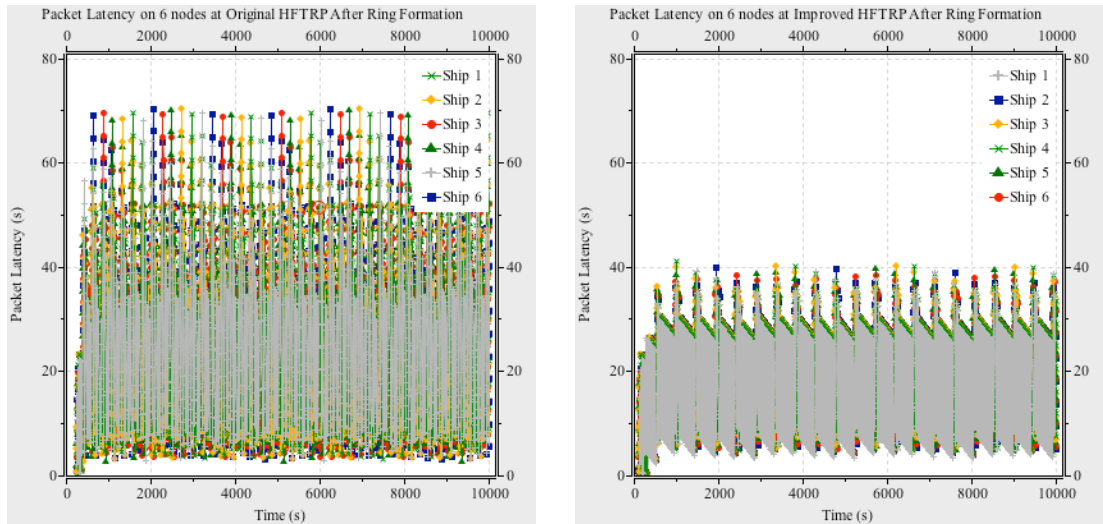 Packet Latency on 6 nodes at Original HFTRP After Ring Formation
0 2000 4000 6000 8000 10000
80 80
Ship 1
Ship 2
Ship 3
Ship 4
Ship 5
Ship 6
60 60
40 40
20 20
0 0
0 2000 4000 6000 8000 10000
Packet Latency (s)
Time (s)
Packet Latency on 6 nodes at Improved HFTRP After Ring Formation
0 2000 4000 6000 8000 10000
80 80
Ship 1
Ship 2
Ship 3
Ship 4
Ship 5
Ship 6
60 60
40 40
20 20
0 0
0 2000 4000 6000 8000 10000
Packet Latency (s)
Time (s)